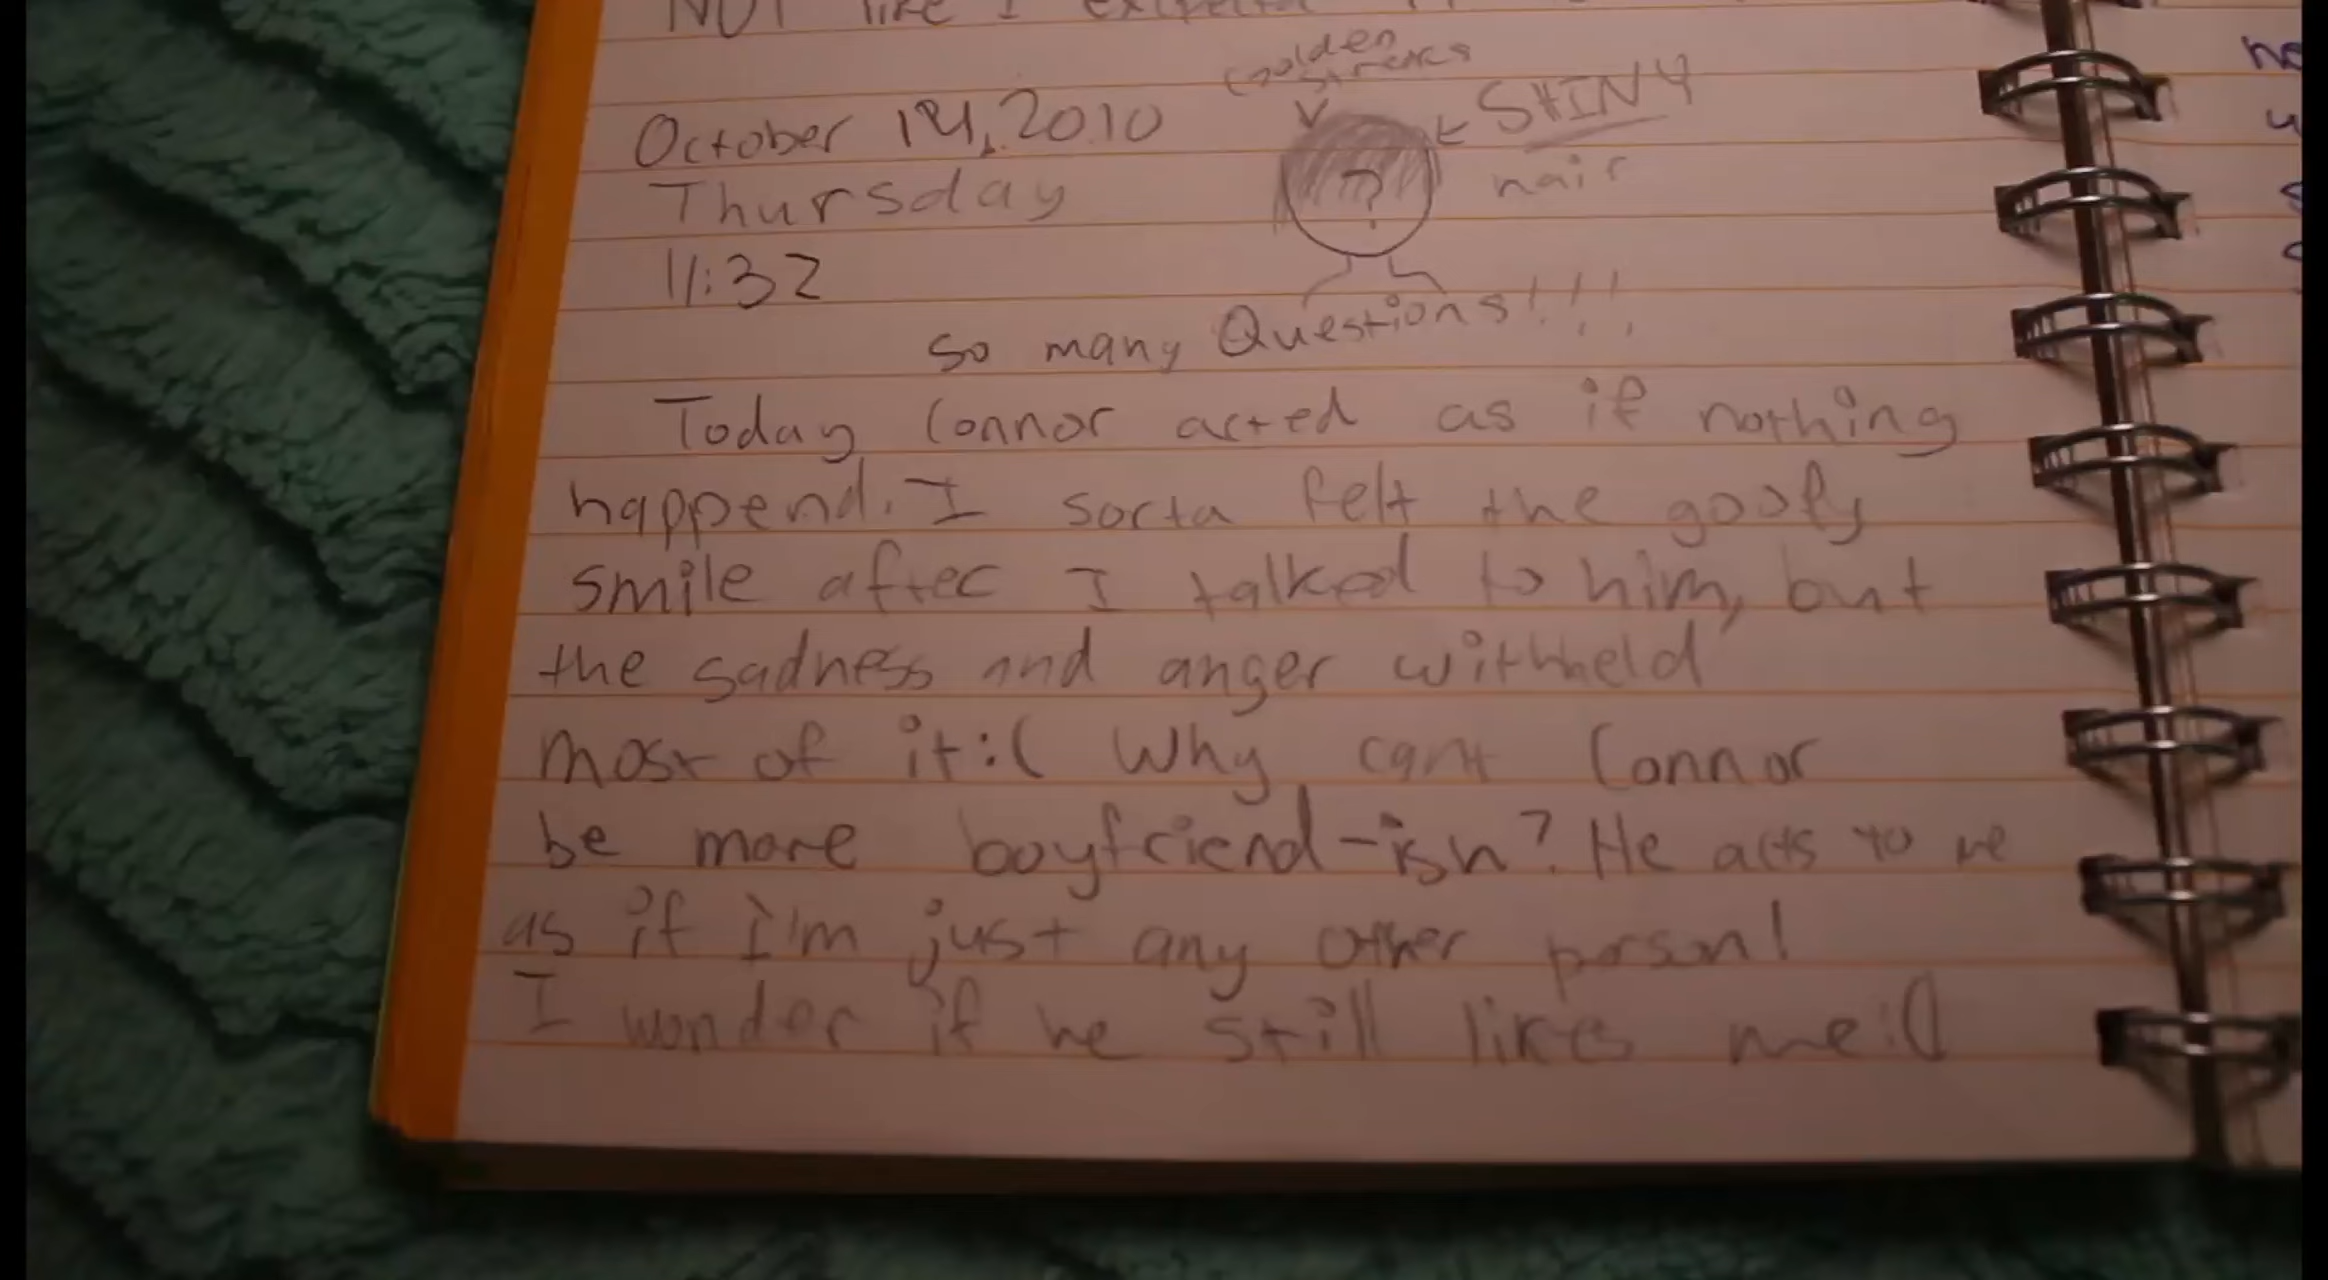 NOT like I
Golden
streaks
October 14, 2010
SHINY
Thursday
hair
?
11:32
So many Questions!!!!
Today Connor acted as if nothing
happend. I sorta felt the goofy
smile after I talked to him, but
the sadness and anger withheld
most of it:( Why cant Connor
be more boyfriend-ish? He acts to me
as if I'm just any other person!
I wonder if he still likes me:(